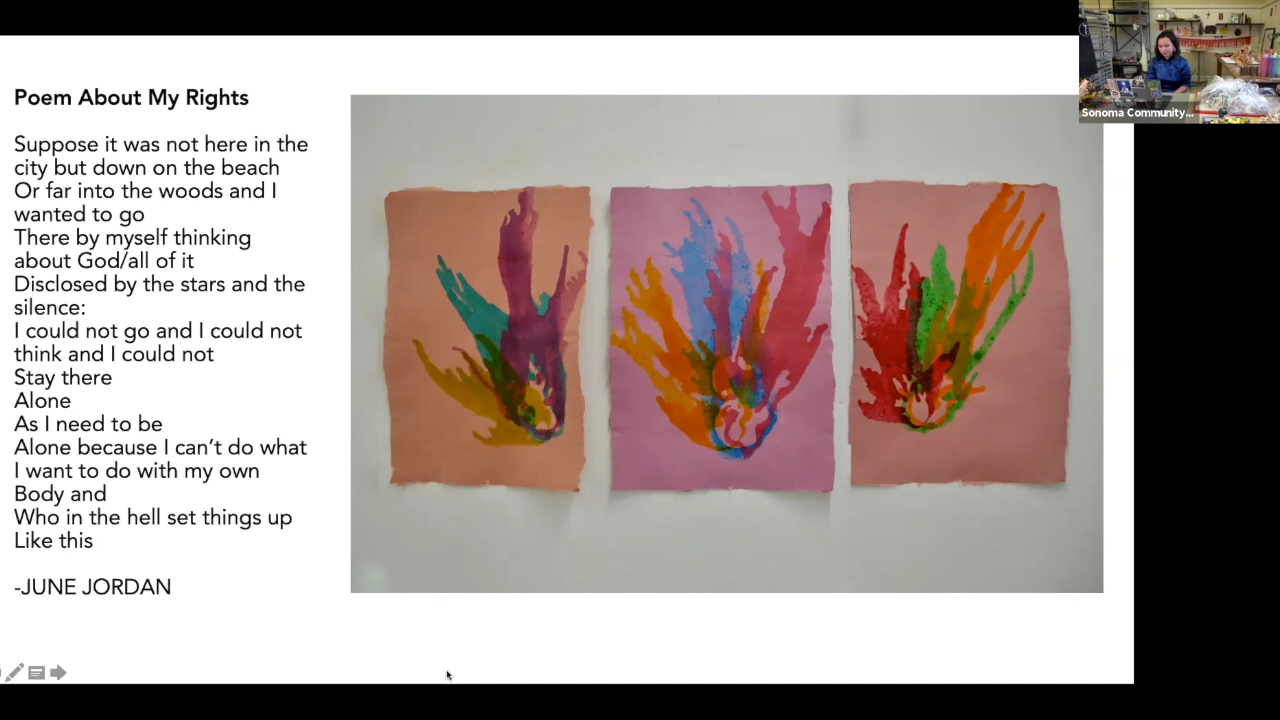 Poem About My Rights
Suppose it was not here in the
city but down on the beach
Or far into the woods and I
wanted to go
There by myself thinking
about God/all of it
Disclosed by the stars and the
silence:
I could not go and I could not
think and I could not
Stay there
Alone
As I need to be
Alone because I can’t do what
I want to do with my own
Body and
Who in the hell set things up
Like this
-JUNE JORDAN
Sonoma Community...